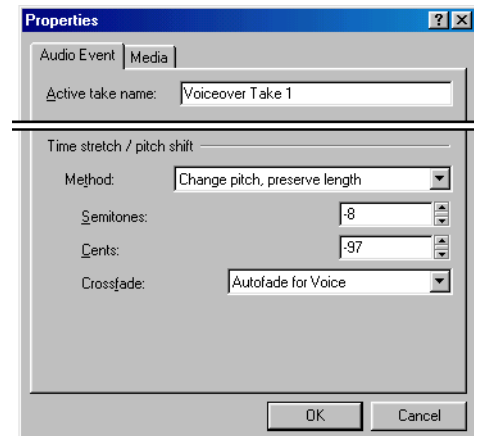 Properties
Audio Event Media
Active take name: Voiceover Take 1
Time stretch / pitch shift
Method: Change pitch, preserve length
Semitones: -8
Cents: -97
Crossfade: Autofade for Voice
OK Cancel